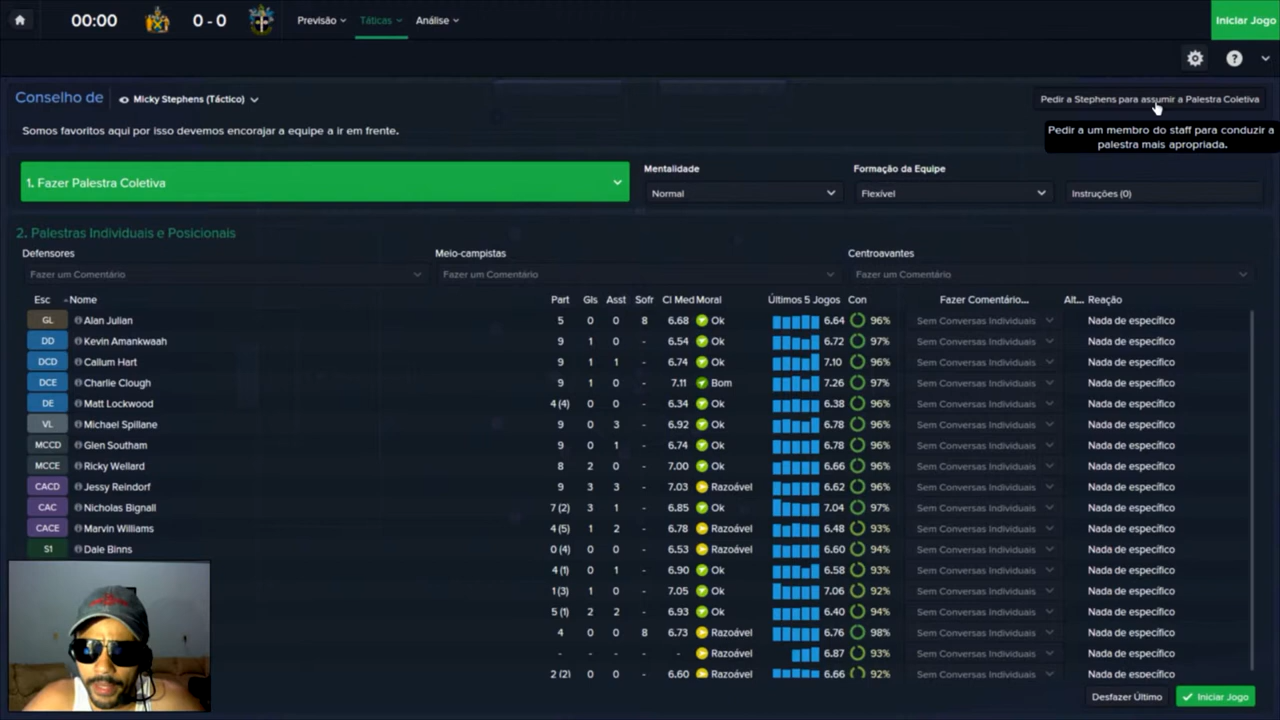 00:00 0 - 0 Previsão Táticas Análise Iniciar Jogo
Conselho de Micky Stephens (Táctico) Pedir a Stephens para assumir a Palestra Coletiva
Somos favoritos aqui por isso devemos encorajar a equipe a ir em frente.
Pedir a um membro do staff para conduzir a
palestra mais apropriada.
1. Fazer Palestra Coletiva
Mentalidade Formação da Equipe
Normal Flexível Instruções (0)
2. Palestras Individuais e Posicionais
Defensores Meio-campistas Centroavantes
Fazer um Comentário Fazer um Comentário Fazer um Comentário
Esc Nome Part Gls Asst Sofr Cl Med Moral Últimos 5 Jogos Con Fazer Comentário... Alt... Reação
GL Alan Julian 5 0 0 8 6.68 Ok 6.64 96% Sem Conversas Individuais Nada de específico
DD Kevin Amankwaah 9 1 0 - 6.54 Ok 6.72 97% Sem Conversas Individuais Nada de específico
DCD Callum Hart 9 1 1 - 6.74 Ok 7.10 96% Sem Conversas Individuais Nada de específico
DCE Charlie Clough 9 1 0 - 7.11 Bom 7.26 97% Sem Conversas Individuais Nada de específico
DE Matt Lockwood 4 (4) 0 0 - 6.34 Ok 6.38 96% Sem Conversas Individuais Nada de específico
VL Michael Spillane 9 0 3 - 6.92 Ok 6.78 96% Sem Conversas Individuais Nada de específico
MCCD Glen Southam 9 0 1 - 6.74 Ok 6.78 96% Sem Conversas Individuais Nada de específico
MCCE Ricky Wellard 8 2 0 - 7.00 Ok 6.66 96% Sem Conversas Individuais Nada de específico
CACD Jessy Reindorf 9 3 3 - 7.03 Razoável 6.62 96% Sem Conversas Individuais Nada de específico
CAC Nicholas Bignall 7 (2) 3 1 - 6.85 Ok 7.04 97% Sem Conversas Individuais Nada de específico
CACE Marvin Williams 4 (5) 1 2 - 6.78 Razoável 6.48 93% Sem Conversas Individuais Nada de específico
S1 Dale Binns 0 (4) 0 0 - 6.53 Razoável 6.60 94% Sem Conversas Individuais Nada de específico
4 (1) 0 1 - 6.90 Ok 6.58 93% Sem Conversas Individuais Nada de específico
1 (3) 1 0 - 7.05 Ok 7.06 92% Sem Conversas Individuais Nada de específico
5 (1) 2 2 - 6.93 Ok 6.40 94% Sem Conversas Individuais Nada de específico
4 0 0 8 6.73 Razoável 6.76 98% Sem Conversas Individuais Nada de específico
- - - - - Razoável 6.87 93% Sem Conversas Individuais Nada de específico
2 (2) 0 0 - 6.60 Razoável 6.66 92% Sem Conversas Individuais Nada de específico
Desfazer Último Iniciar Jogo